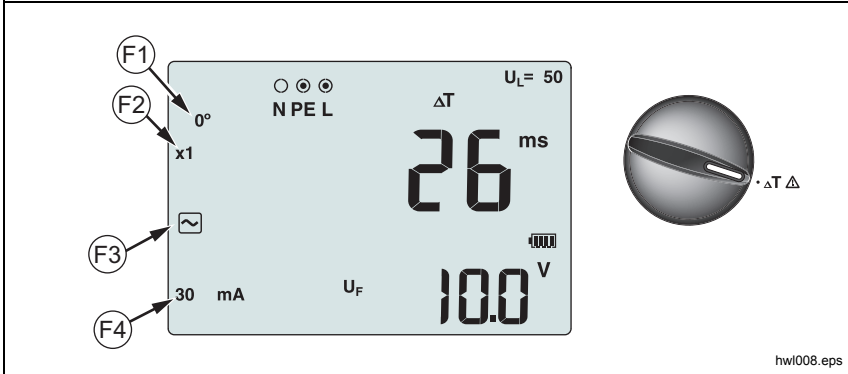 F1
F2
F3
F4
0°
x1
30 mA
N PE L
U_L= 50
ΔT
26 ms
U_F 10.0 V
• ΔT ⚠
hwl008.eps